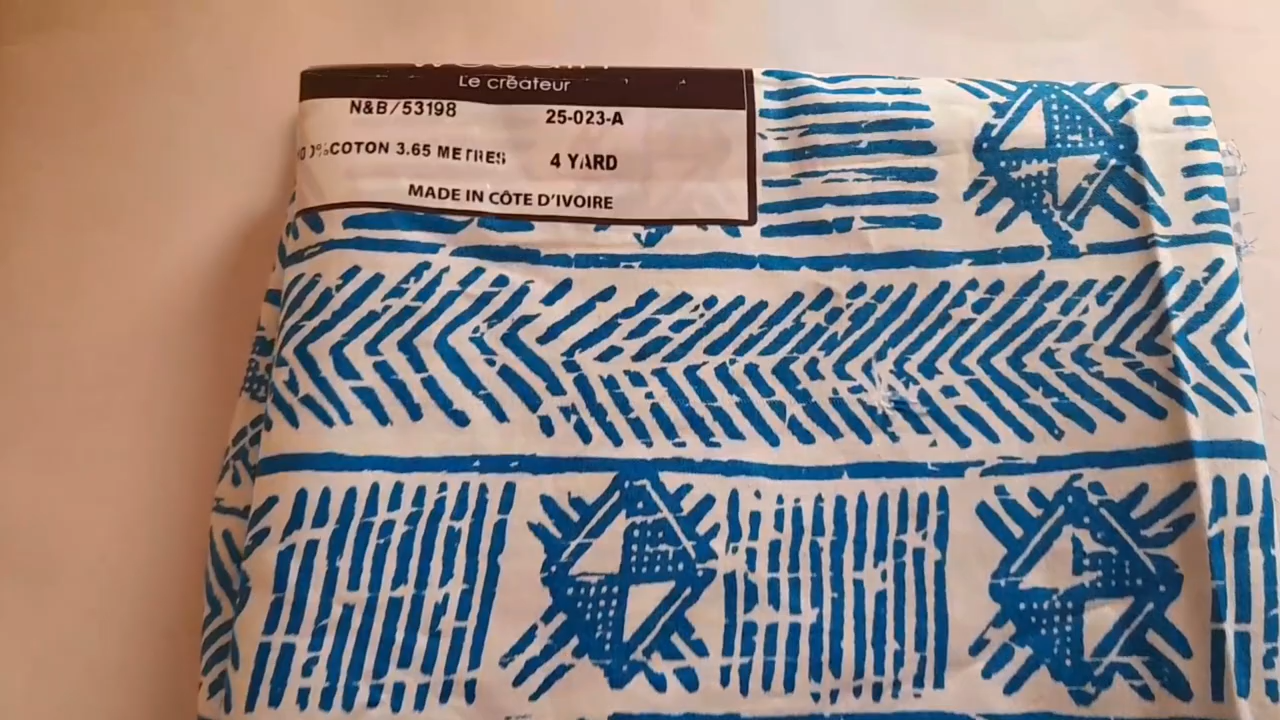 Le créateur
N&B/53198 25-023-A
COTON 3.65 METRES 4 YARD
MADE IN CÔTE D'IVOIRE